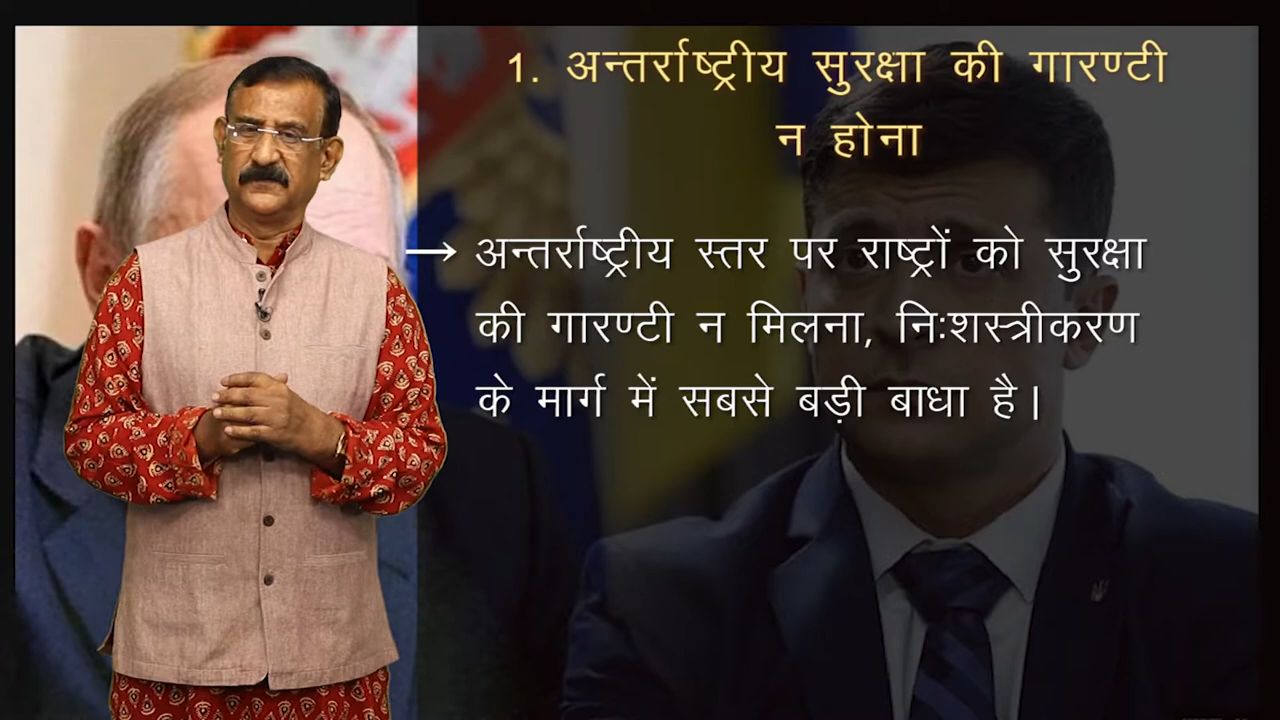 1. अन्तर्राष्ट्रीय सुरक्षा की गारण्टी
न होना
→ अन्तर्राष्ट्रीय स्तर पर राष्ट्रों को सुरक्षा
की गारण्टी न मिलना, निःशस्त्रीकरण
के मार्ग में सबसे बड़ी बाधा है।